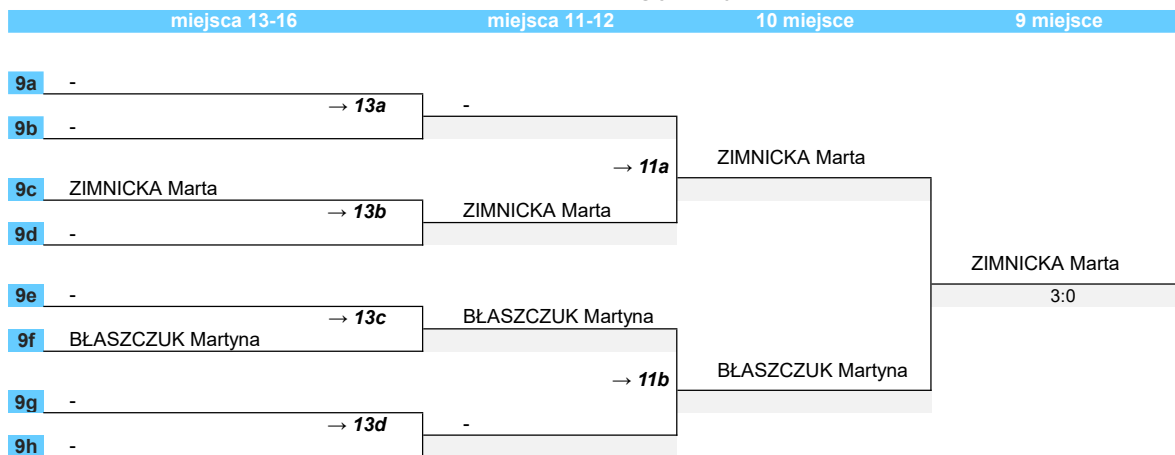 miejsca 13-16 miejsca 11-12 10 miejsce 9 miejsce
9a -
→ 13a -
9b -
→ 11a ZIMNICKA Marta
9c ZIMNICKA Marta
→ 13b ZIMNICKA Marta
9d -
ZIMNICKA Marta
9e - 3:0
→ 13c BŁASZCZUK Martyna
9f BŁASZCZUK Martyna
→ 11b BŁASZCZUK Martyna
9g -
→ 13d -
9h -